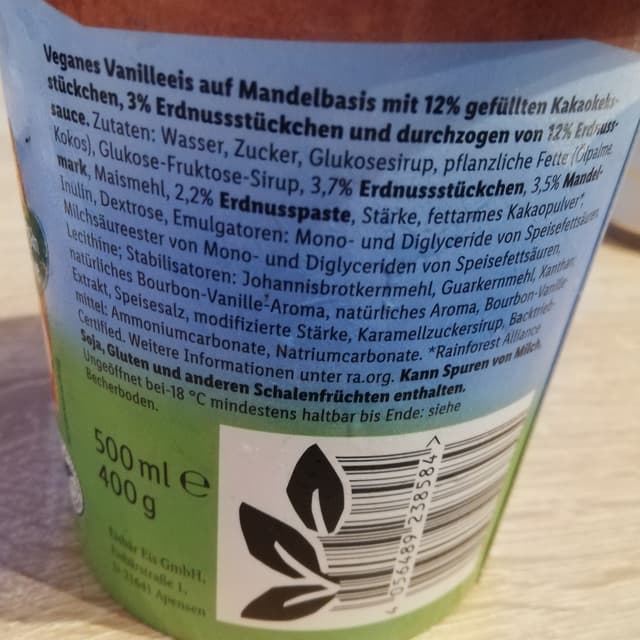 Veganes Vanilleeis auf Mandelbasis mit 12% gefüllten Kakaokeks-
stückchen, 3% Erdnussstückchen und durchzogen von 12% Erdnuss-
sauce. Zutaten: Wasser, Zucker, Glukosesirup, pflanzliche Fette (Ölpalme,
Kokos), Glukose-Fruktose-Sirup, 3,7% Erdnussstückchen, 3,5% Mandel-
mark, Maismehl, 2,2% Erdnusspaste, Stärke, fettarmes Kakaopulver*,
Inulin, Dextrose, Emulgatoren: Mono- und Diglyceride von Speisefettsäuren,
Milchsäureester von Mono- und Diglyceriden von Speisefettsäuren,
Lecithine; Stabilisatoren: Johannisbrotkernmehl, Guarkernmehl, Xanthan,
natürliches Bourbon-Vanille*-Aroma, natürliches Aroma, Bourbon-Vanille-
Extrakt, Speisesalz, modifizierte Stärke, Karamellzuckersirup, Backtrieb-
mittel: Ammoniumcarbonate, Natriumcarbonate. *Rainforest Alliance
Certified. Weitere Informationen unter ra.org. Kann Spuren von Milch,
Soja, Gluten und anderen Schalenfrüchten enthalten.
Ungeöffnet bei-18 °C mindestens haltbar bis Ende: siehe
Becherboden.
500 ml e
400 g
Eisbär Eis GmbH,
Fabrikstraße 1,
D-21641 Apensen
4 056489 238584 >